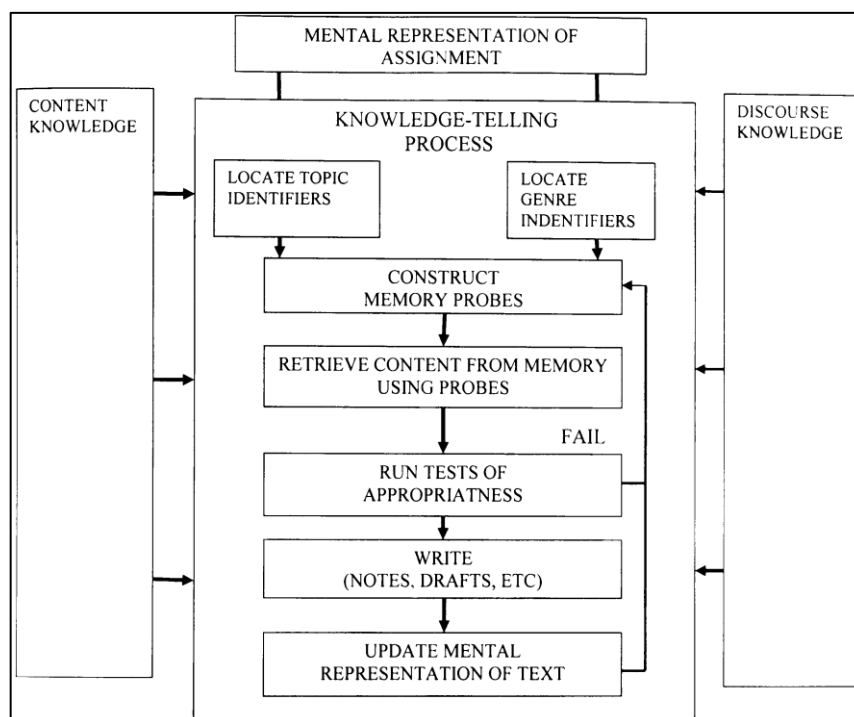 MENTAL REPRESENTATION OF
ASSIGNMENT
CONTENT
KNOWLEDGE
KNOWLEDGE-TELLING
PROCESS
DISCOURSE
KNOWLEDGE
LOCATE TOPIC
IDENTIFIERS
LOCATE
GENRE
INDENTIFIERS
CONSTRUCT
MEMORY PROBES
RETRIEVE CONTENT FROM MEMORY
USING PROBES
FAIL
RUN TESTS OF
APPROPRIATNESS
WRITE
(NOTES, DRAFTS, ETC)
UPDATE MENTAL
REPRESENTATION OF TEXT